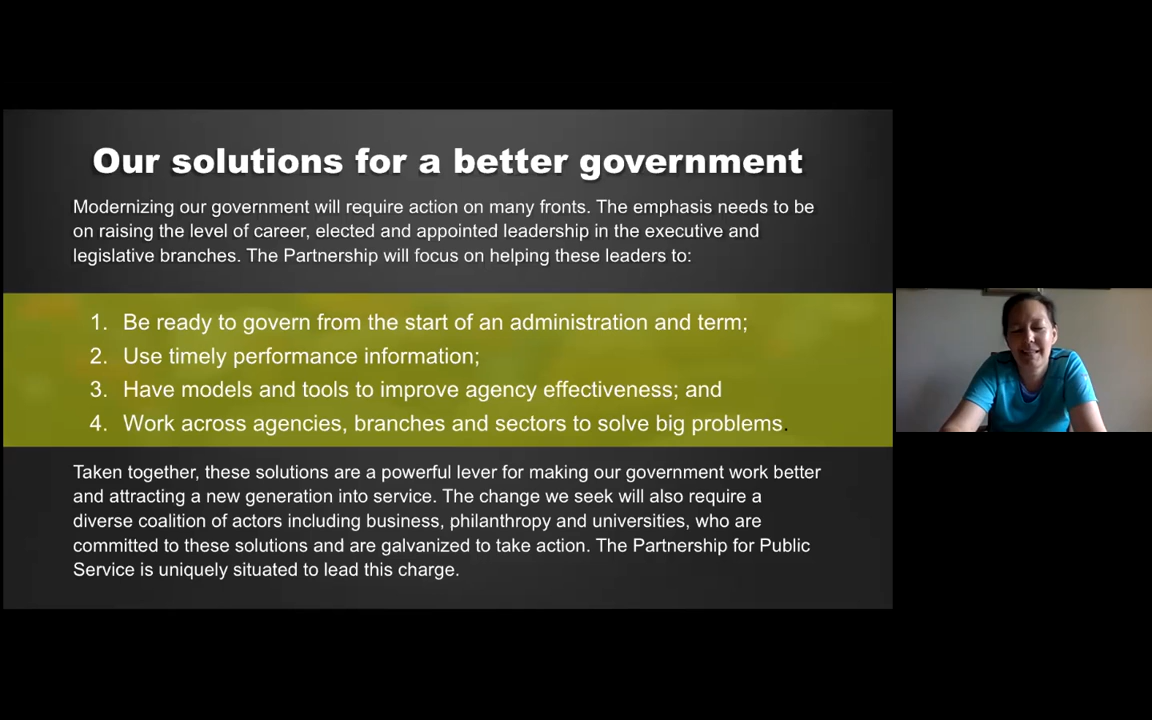 Our solutions for a better government
Modernizing our government will require action on many fronts. The emphasis needs to be
on raising the level of career, elected and appointed leadership in the executive and
legislative branches. The Partnership will focus on helping these leaders to:
1. Be ready to govern from the start of an administration and term;
2. Use timely performance information;
3. Have models and tools to improve agency effectiveness; and
4. Work across agencies, branches and sectors to solve big problems.
Taken together, these solutions are a powerful lever for making our government work better
and attracting a new generation into service. The change we seek will also require a
diverse coalition of actors including business, philanthropy and universities, who are
committed to these solutions and are galvanized to take action. The Partnership for Public
Service is uniquely situated to lead this charge.